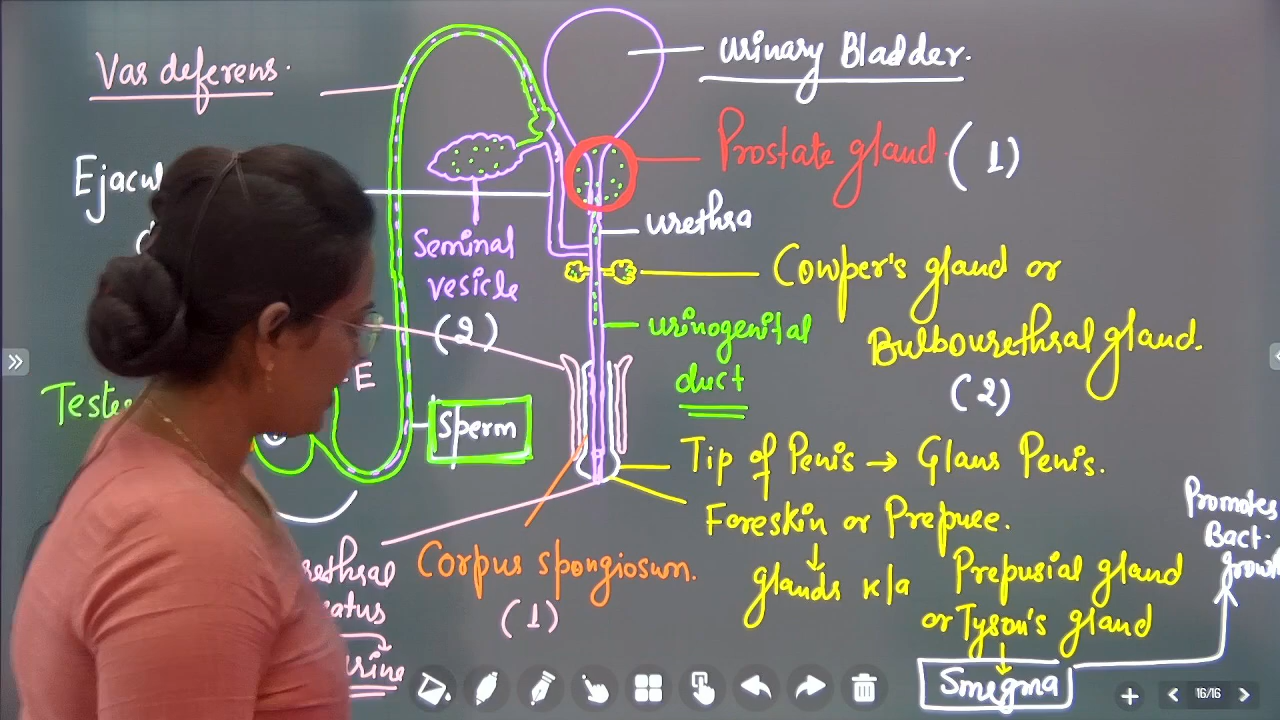 Vas deferens.
Urinary Bladder.
Prostate gland. (1)
Urethra
Seminal
vesicle
(2)
Cowper's gland or
Bulbourethral gland.
(2)
urinogenital
duct
E
Sperm
Tip of Penis → Glans Penis.
Foreskin or Prepuce.
glands k/a Prepusial gland
or Tyson's gland
Smegma
Promotes
Bact.
Corpus spongiosum.
(1)
16/16